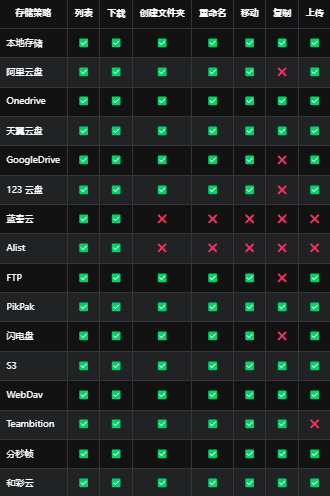 存储策略 列表 下载 创建文件夹 重命名 移动 复制 上传
本地存储 ✅ ✅ ✅ ✅ ✅ ✅ ✅
阿里云盘 ✅ ✅ ✅ ✅ ✅ ❌ ✅
Onedrive ✅ ✅ ✅ ✅ ✅ ✅ ✅
天翼云盘 ✅ ✅ ✅ ✅ ✅ ✅ ✅
GoogleDrive ✅ ✅ ✅ ✅ ✅ ❌ ✅
123 云盘 ✅ ✅ ✅ ✅ ✅ ❌ ✅
蓝奏云 ✅ ✅ ❌ ❌ ❌ ❌ ❌
Alist ✅ ✅ ❌ ❌ ❌ ❌ ❌
FTP ✅ ✅ ✅ ✅ ✅ ❌ ✅
PikPak ✅ ✅ ✅ ✅ ✅ ✅ ✅
闪电盘 ✅ ✅ ✅ ✅ ✅ ❌ ✅
S3 ✅ ✅ ✅ ✅ ✅ ✅ ✅
WebDav ✅ ✅ ✅ ✅ ✅ ✅ ✅
Teambition ✅ ✅ ✅ ✅ ✅ ✅ ❌
分秒帧 ✅ ✅ ✅ ✅ ✅ ✅ ✅
和彩云 ✅ ✅ ✅ ✅ ✅ ✅ ✅